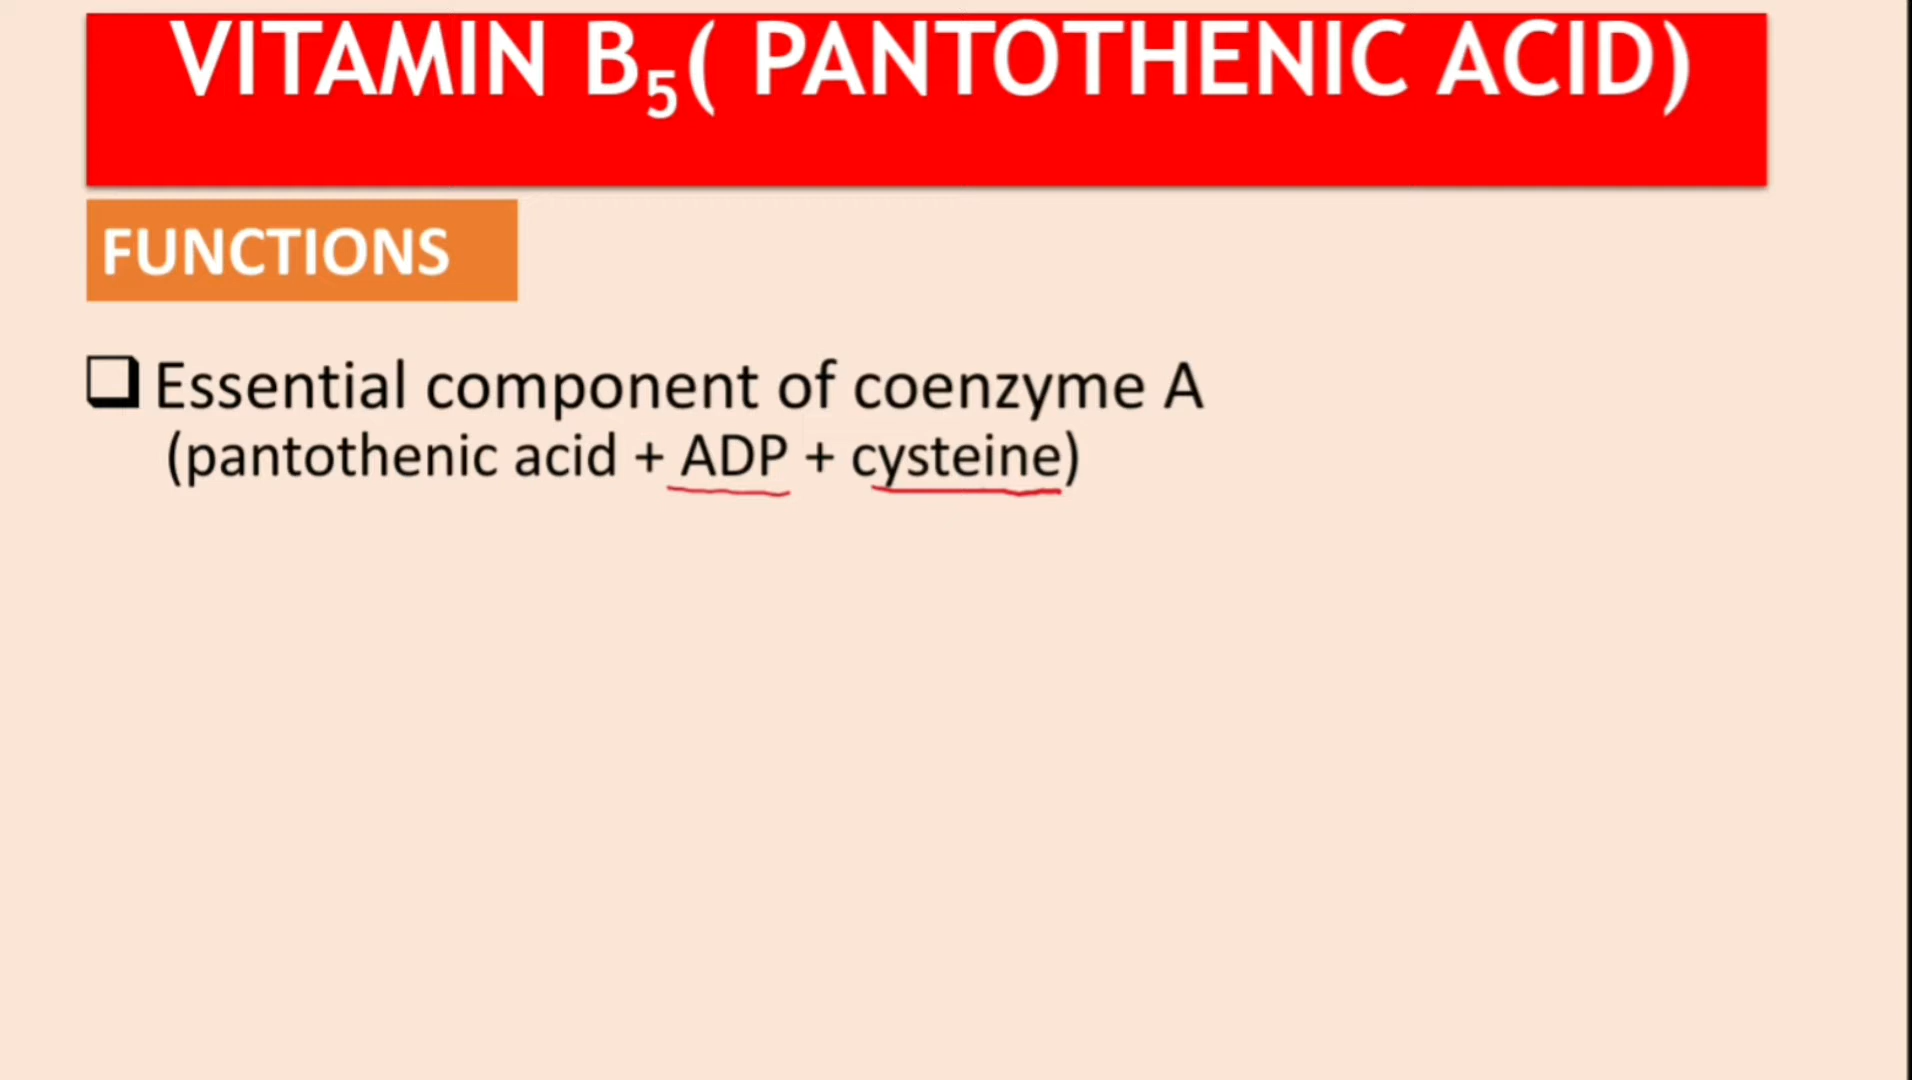 VITAMIN B₅( PANTOTHENIC ACID)
FUNCTIONS
❑ Essential component of coenzyme A
(pantothenic acid + ADP + cysteine)